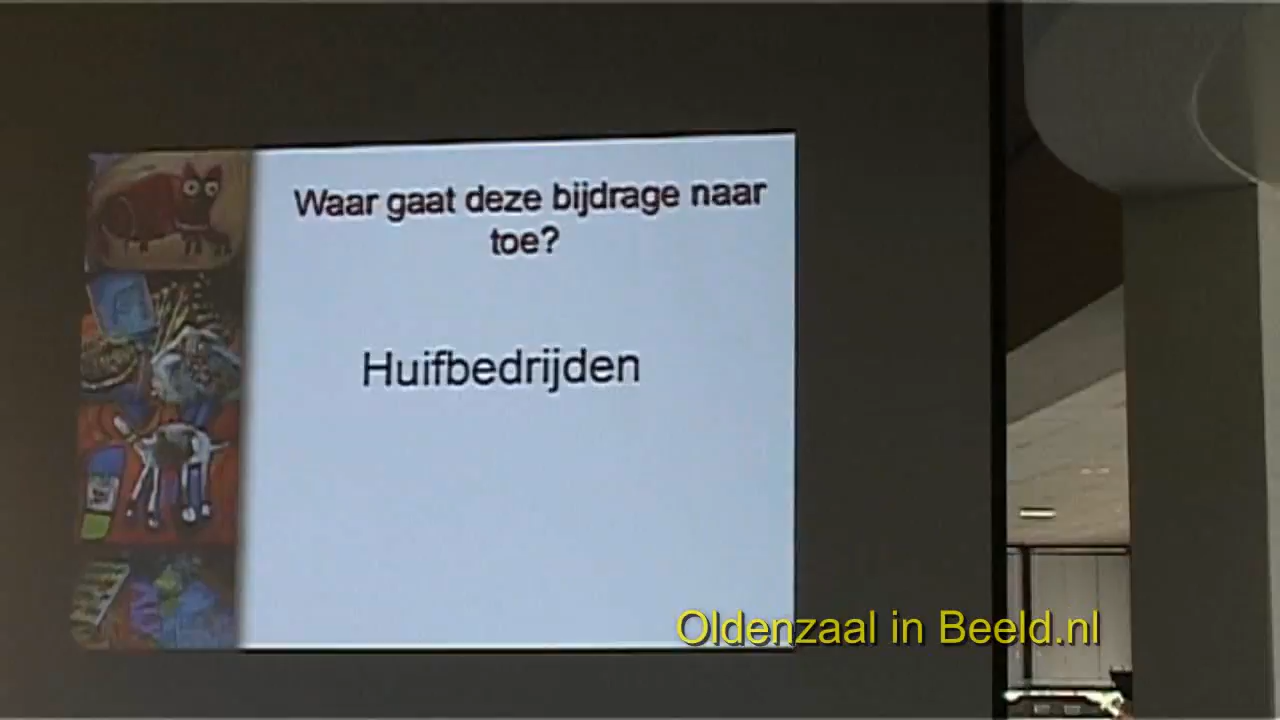 Waar gaat deze bijdrage naar
toe?
Huifbedrijden
Oldenzaal in Beeld.nl